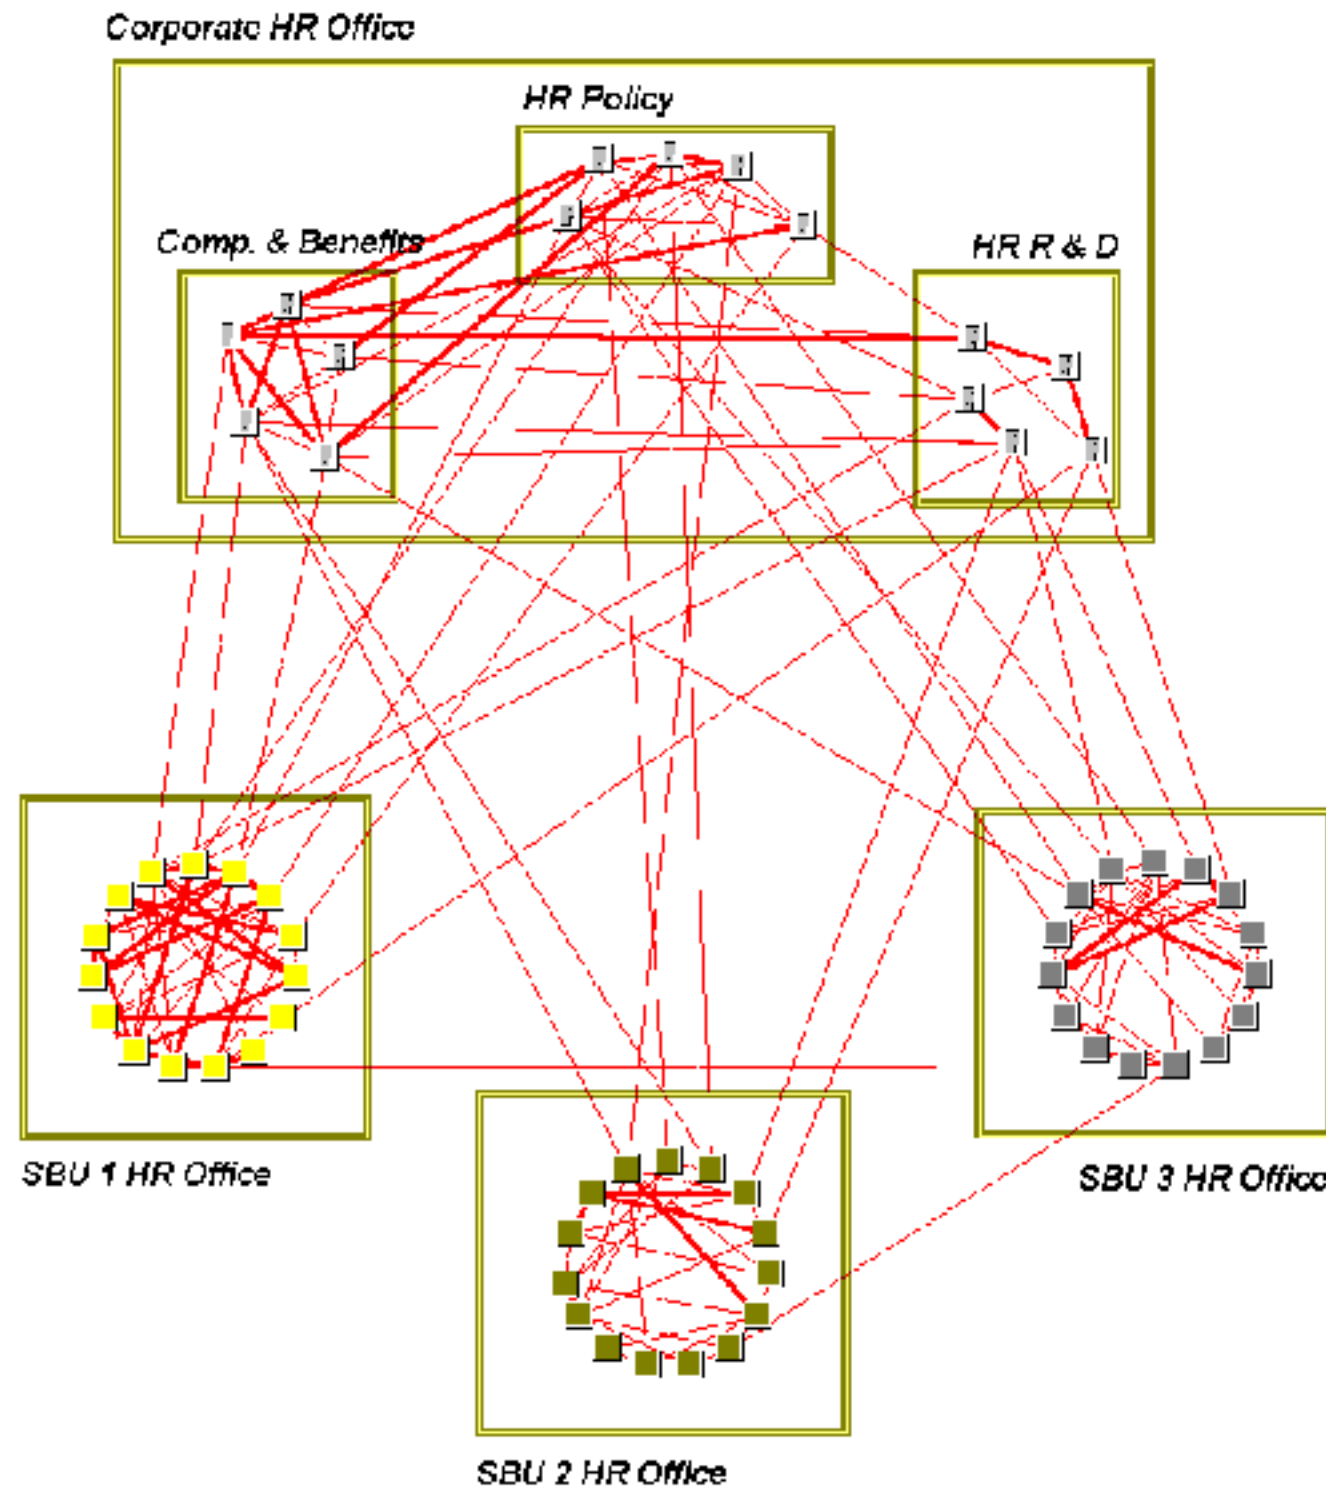 Corporate HR Office
HR Policy
Comp. & Benefits
HR R & D
SBU 1 HR Office
SBU 3 HR Office
SBU 2 HR Office